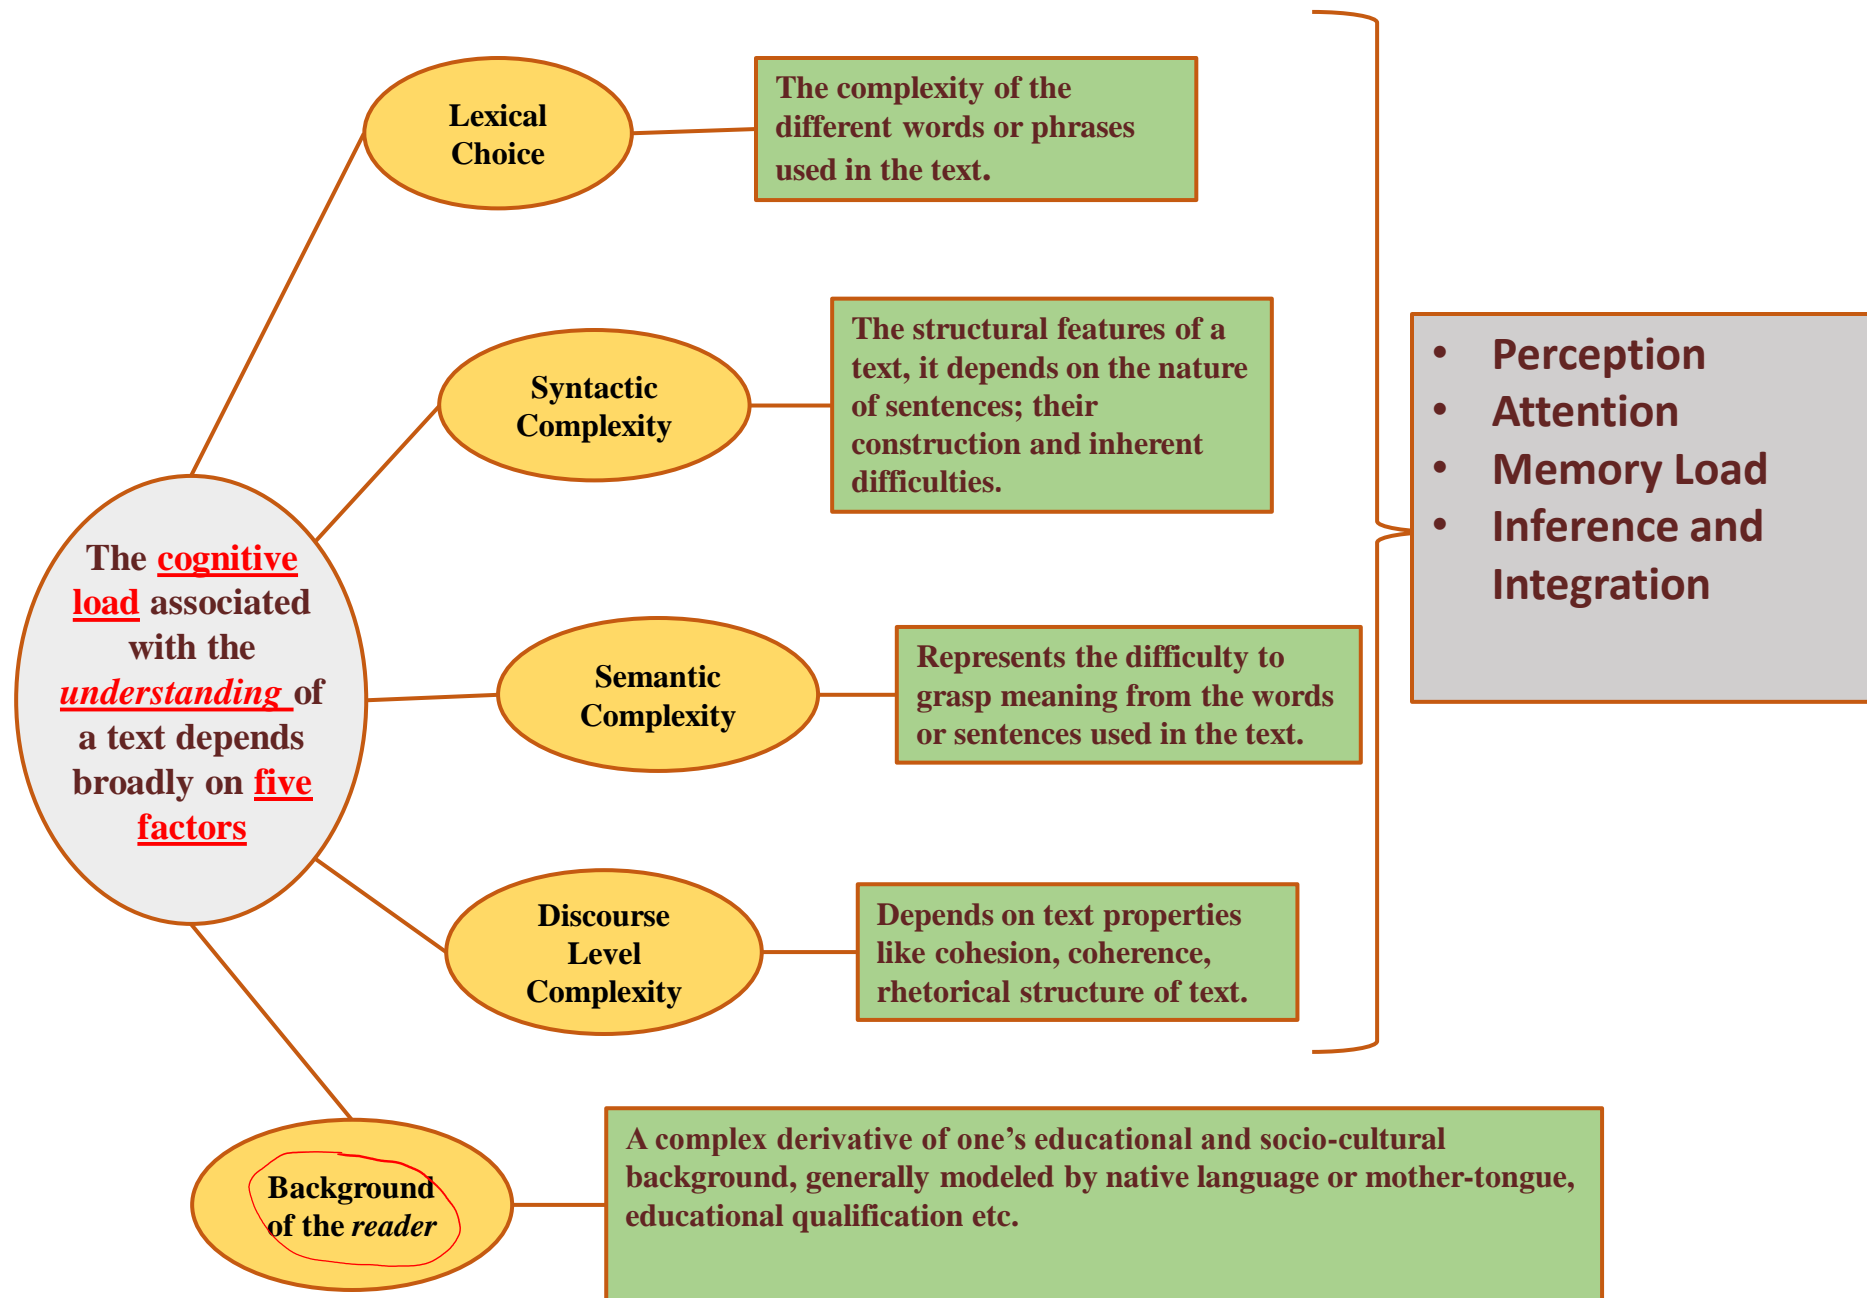 The cognitive
load associated
with the
understanding of
a text depends
broadly on five
factors
Lexical
Choice
The complexity of the
different words or phrases
used in the text.
Syntactic
Complexity
The structural features of a
text, it depends on the nature
of sentences; their
construction and inherent
difficulties.
Semantic
Complexity
Represents the difficulty to
grasp meaning from the words
or sentences used in the text.
Discourse
Level
Complexity
Depends on text properties
like cohesion, coherence,
rhetorical structure of text.
Background
of the reader
A complex derivative of one’s educational and socio-cultural
background, generally modeled by native language or mother-tongue,
educational qualification etc.
• Perception
• Attention
• Memory Load
• Inference and
Integration